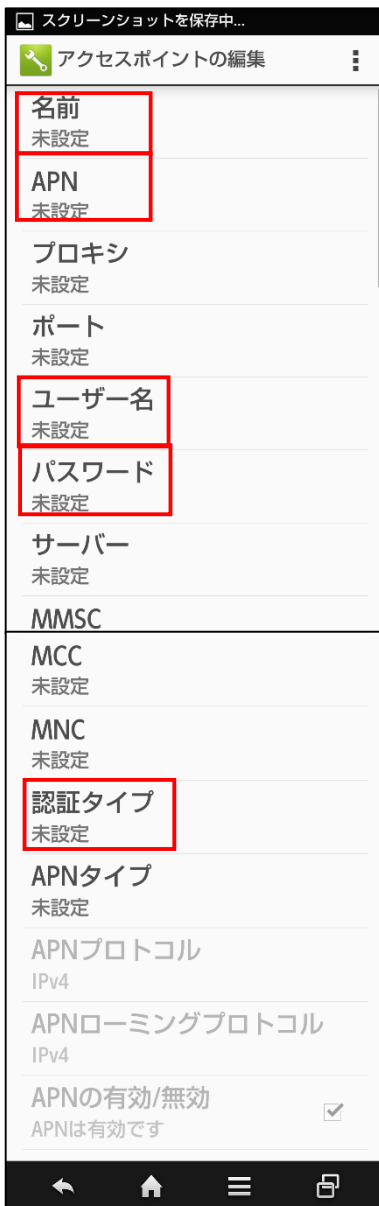 スクリーンショットを保存中...
アクセスポイントの編集
名前
未設定
APN
未設定
プロキシ
未設定
ポート
未設定
ユーザー名
未設定
パスワード
未設定
サーバー
未設定
MMSC
MCC
未設定
MNC
未設定
認証タイプ
未設定
APNタイプ
未設定
APNプロトコル
IPv4
APNローミングプロトコル
IPv4
APNの有効/無効
APNは有効です